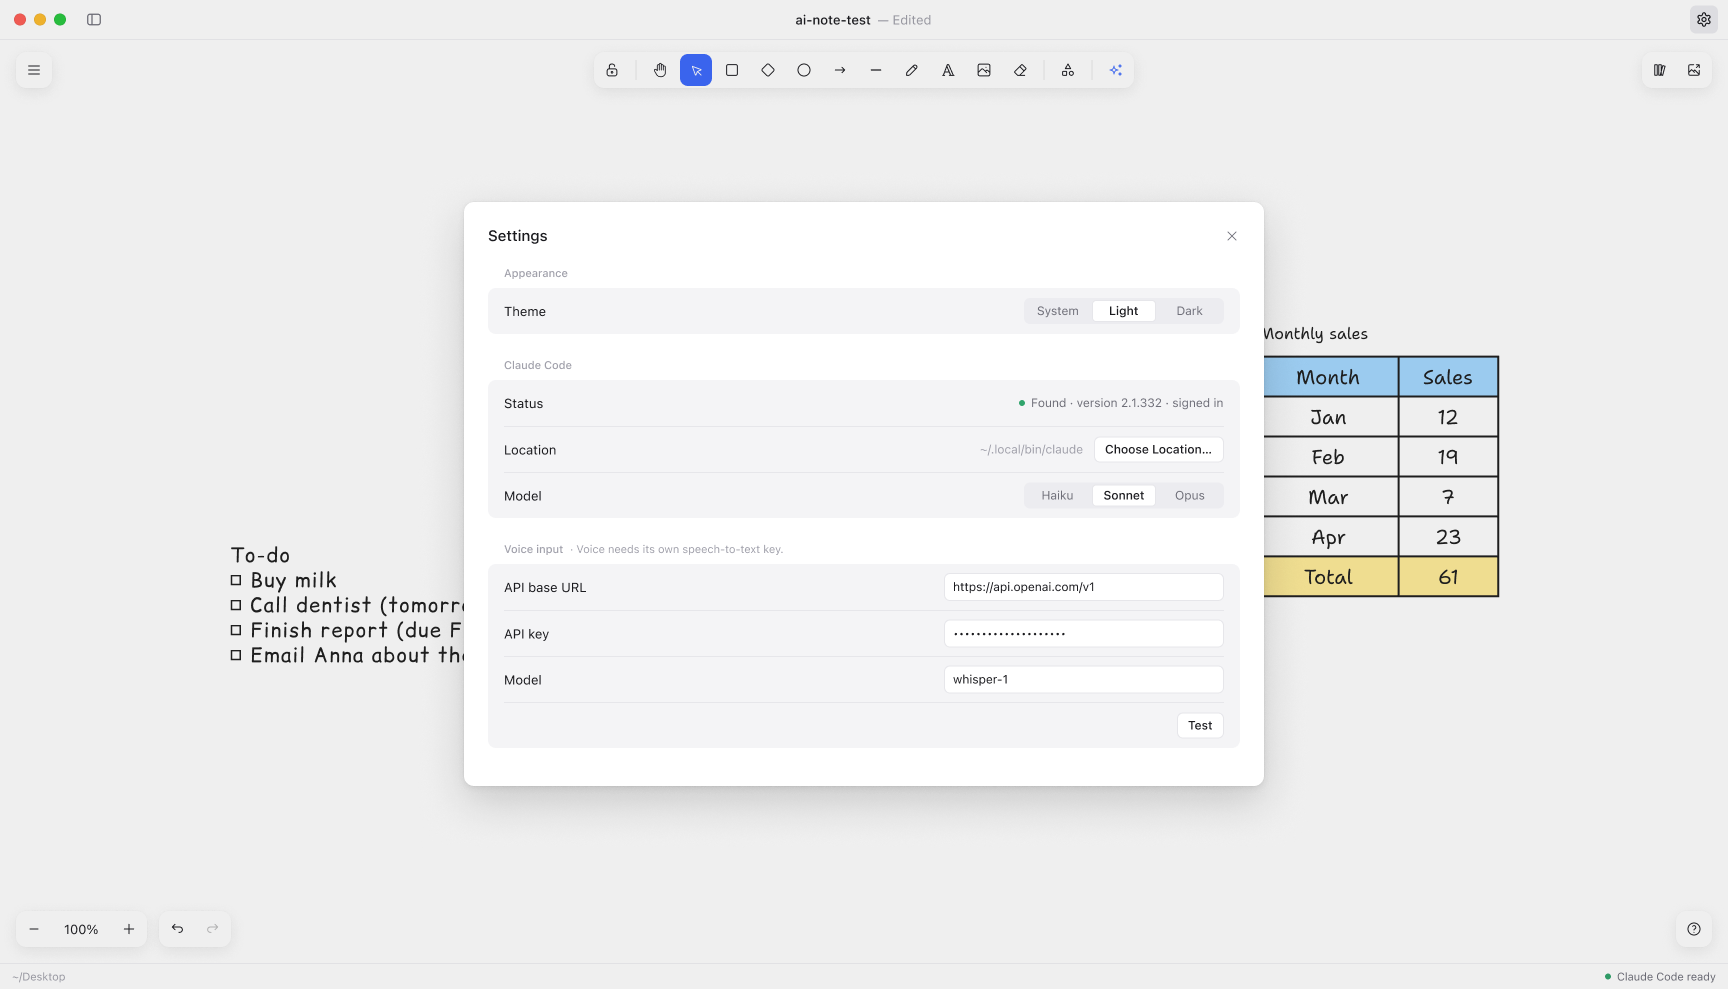 ai-note-test — Edited
Settings
Appearance
Theme
System Light Dark
Claude Code
Status
Found · version 2.1.332 · signed in
Location
~/.local/bin/claude
Choose Location...
Model
Haiku Sonnet Opus
Voice input · Voice needs its own speech-to-text key.
API base URL
https://api.openai.com/v1
API key
Model
whisper-1
Test
To-do
Buy milk
Call dentist
Finish report (due
Email Anna about
Monthly sales
Month Sales
Jan 12
Feb 19
Mar 7
Apr 23
Total 61
100%
~/Desktop
Claude Code ready